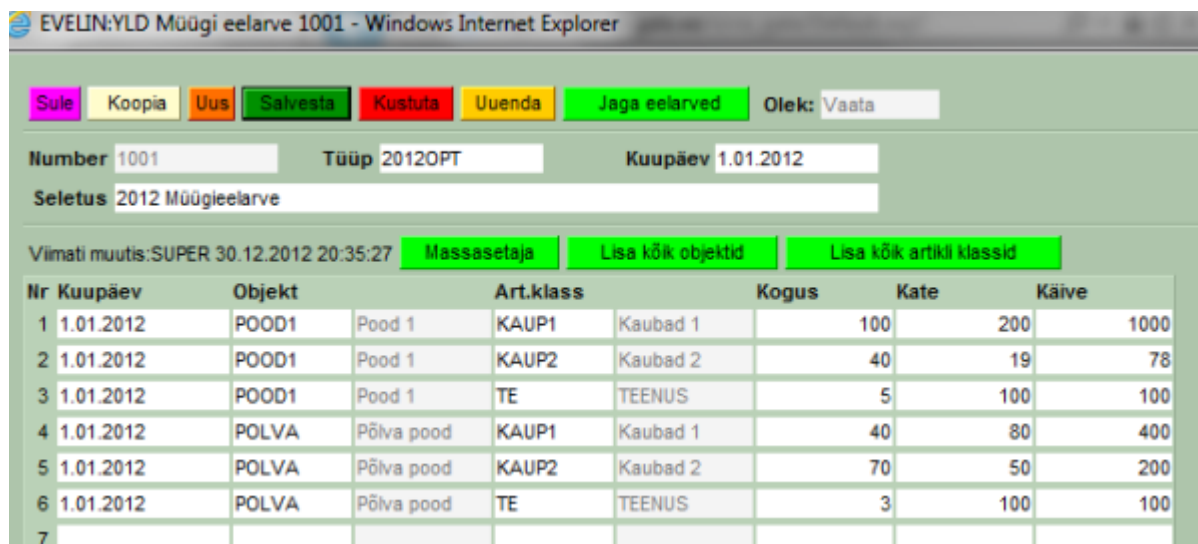 EVELIN:YLD Müügi eelarve 1001 - Windows Internet Explorer
Sule Koopia Uus Salvesta Kustuta Uuenda Jaga eelarved Olek: Vaata
Number 1001 Tüüp 2012OPT Kuupäev 1.01.2012
Seletus 2012 Müügieelarve
Viimati muutis:SUPER 30.12.2012 20:35:27 Massasetaja Lisa kõik objektid Lisa kõik artikli klassid
Nr Kuupäev Objekt Art.klass Kogus Kate Käive
1 1.01.2012 POOD1 Pood 1 KAUP1 Kaubad 1 100 200 1000
2 1.01.2012 POOD1 Pood 1 KAUP2 Kaubad 2 40 19 78
3 1.01.2012 POOD1 Pood 1 TE TEENUS 5 100 100
4 1.01.2012 POLVA Põlva pood KAUP1 Kaubad 1 40 80 400
5 1.01.2012 POLVA Põlva pood KAUP2 Kaubad 2 70 50 200
6 1.01.2012 POLVA Põlva pood TE TEENUS 3 100 100
7